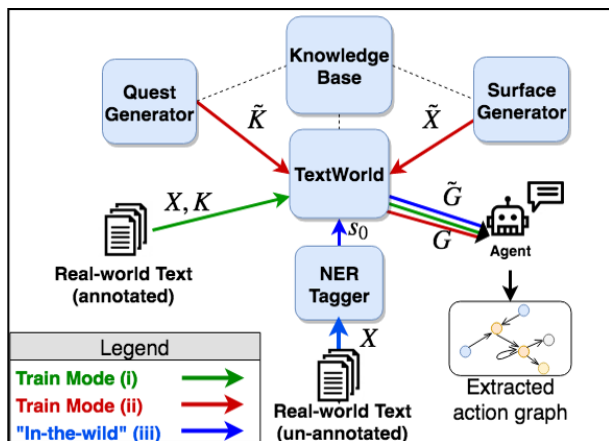 Knowledge
Base
Quest
Generator
Surface
Generator
K̃
X̃
TextWorld
X, K
G̃
G
Agent
s₀
Real-world Text
(annotated)
NER
Tagger
X
Legend
Train Mode (i)
Train Mode (ii)
"In-the-wild" (iii)
Real-world Text
(un-annotated)
Extracted
action graph